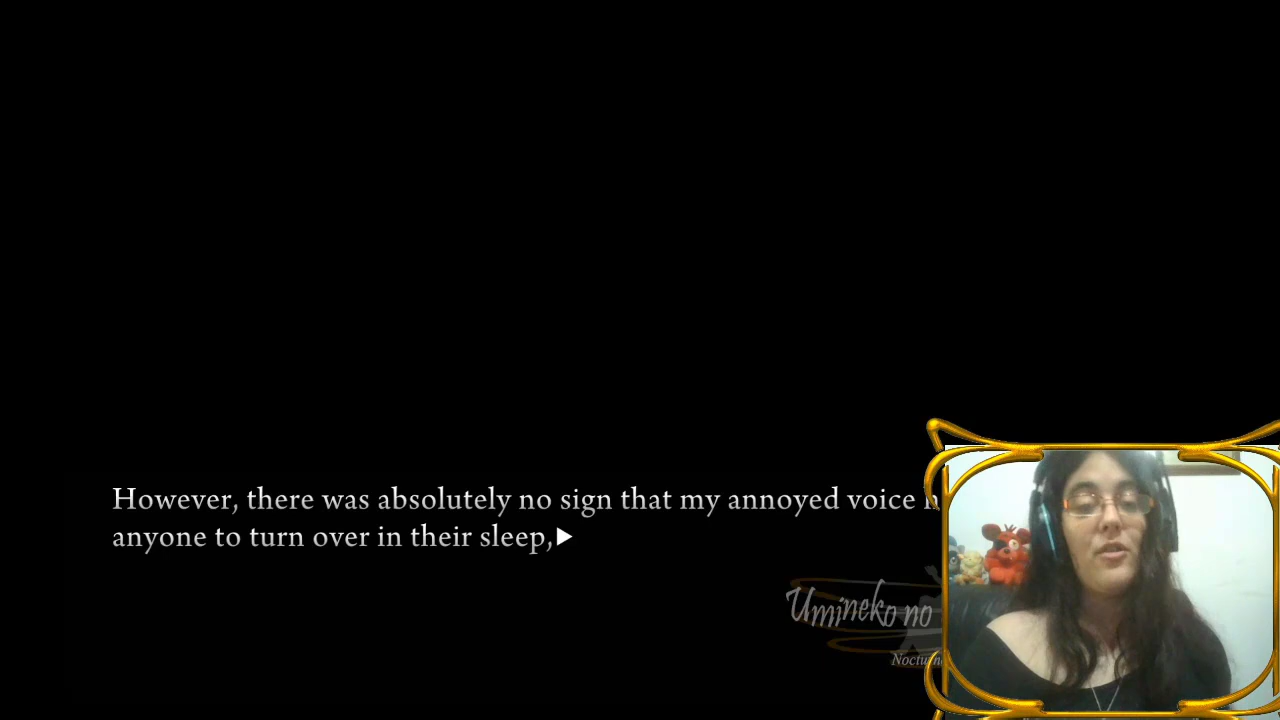 However, there was absolutely no sign that my annoyed voice
anyone to turn over in their sleep,
Umineko no